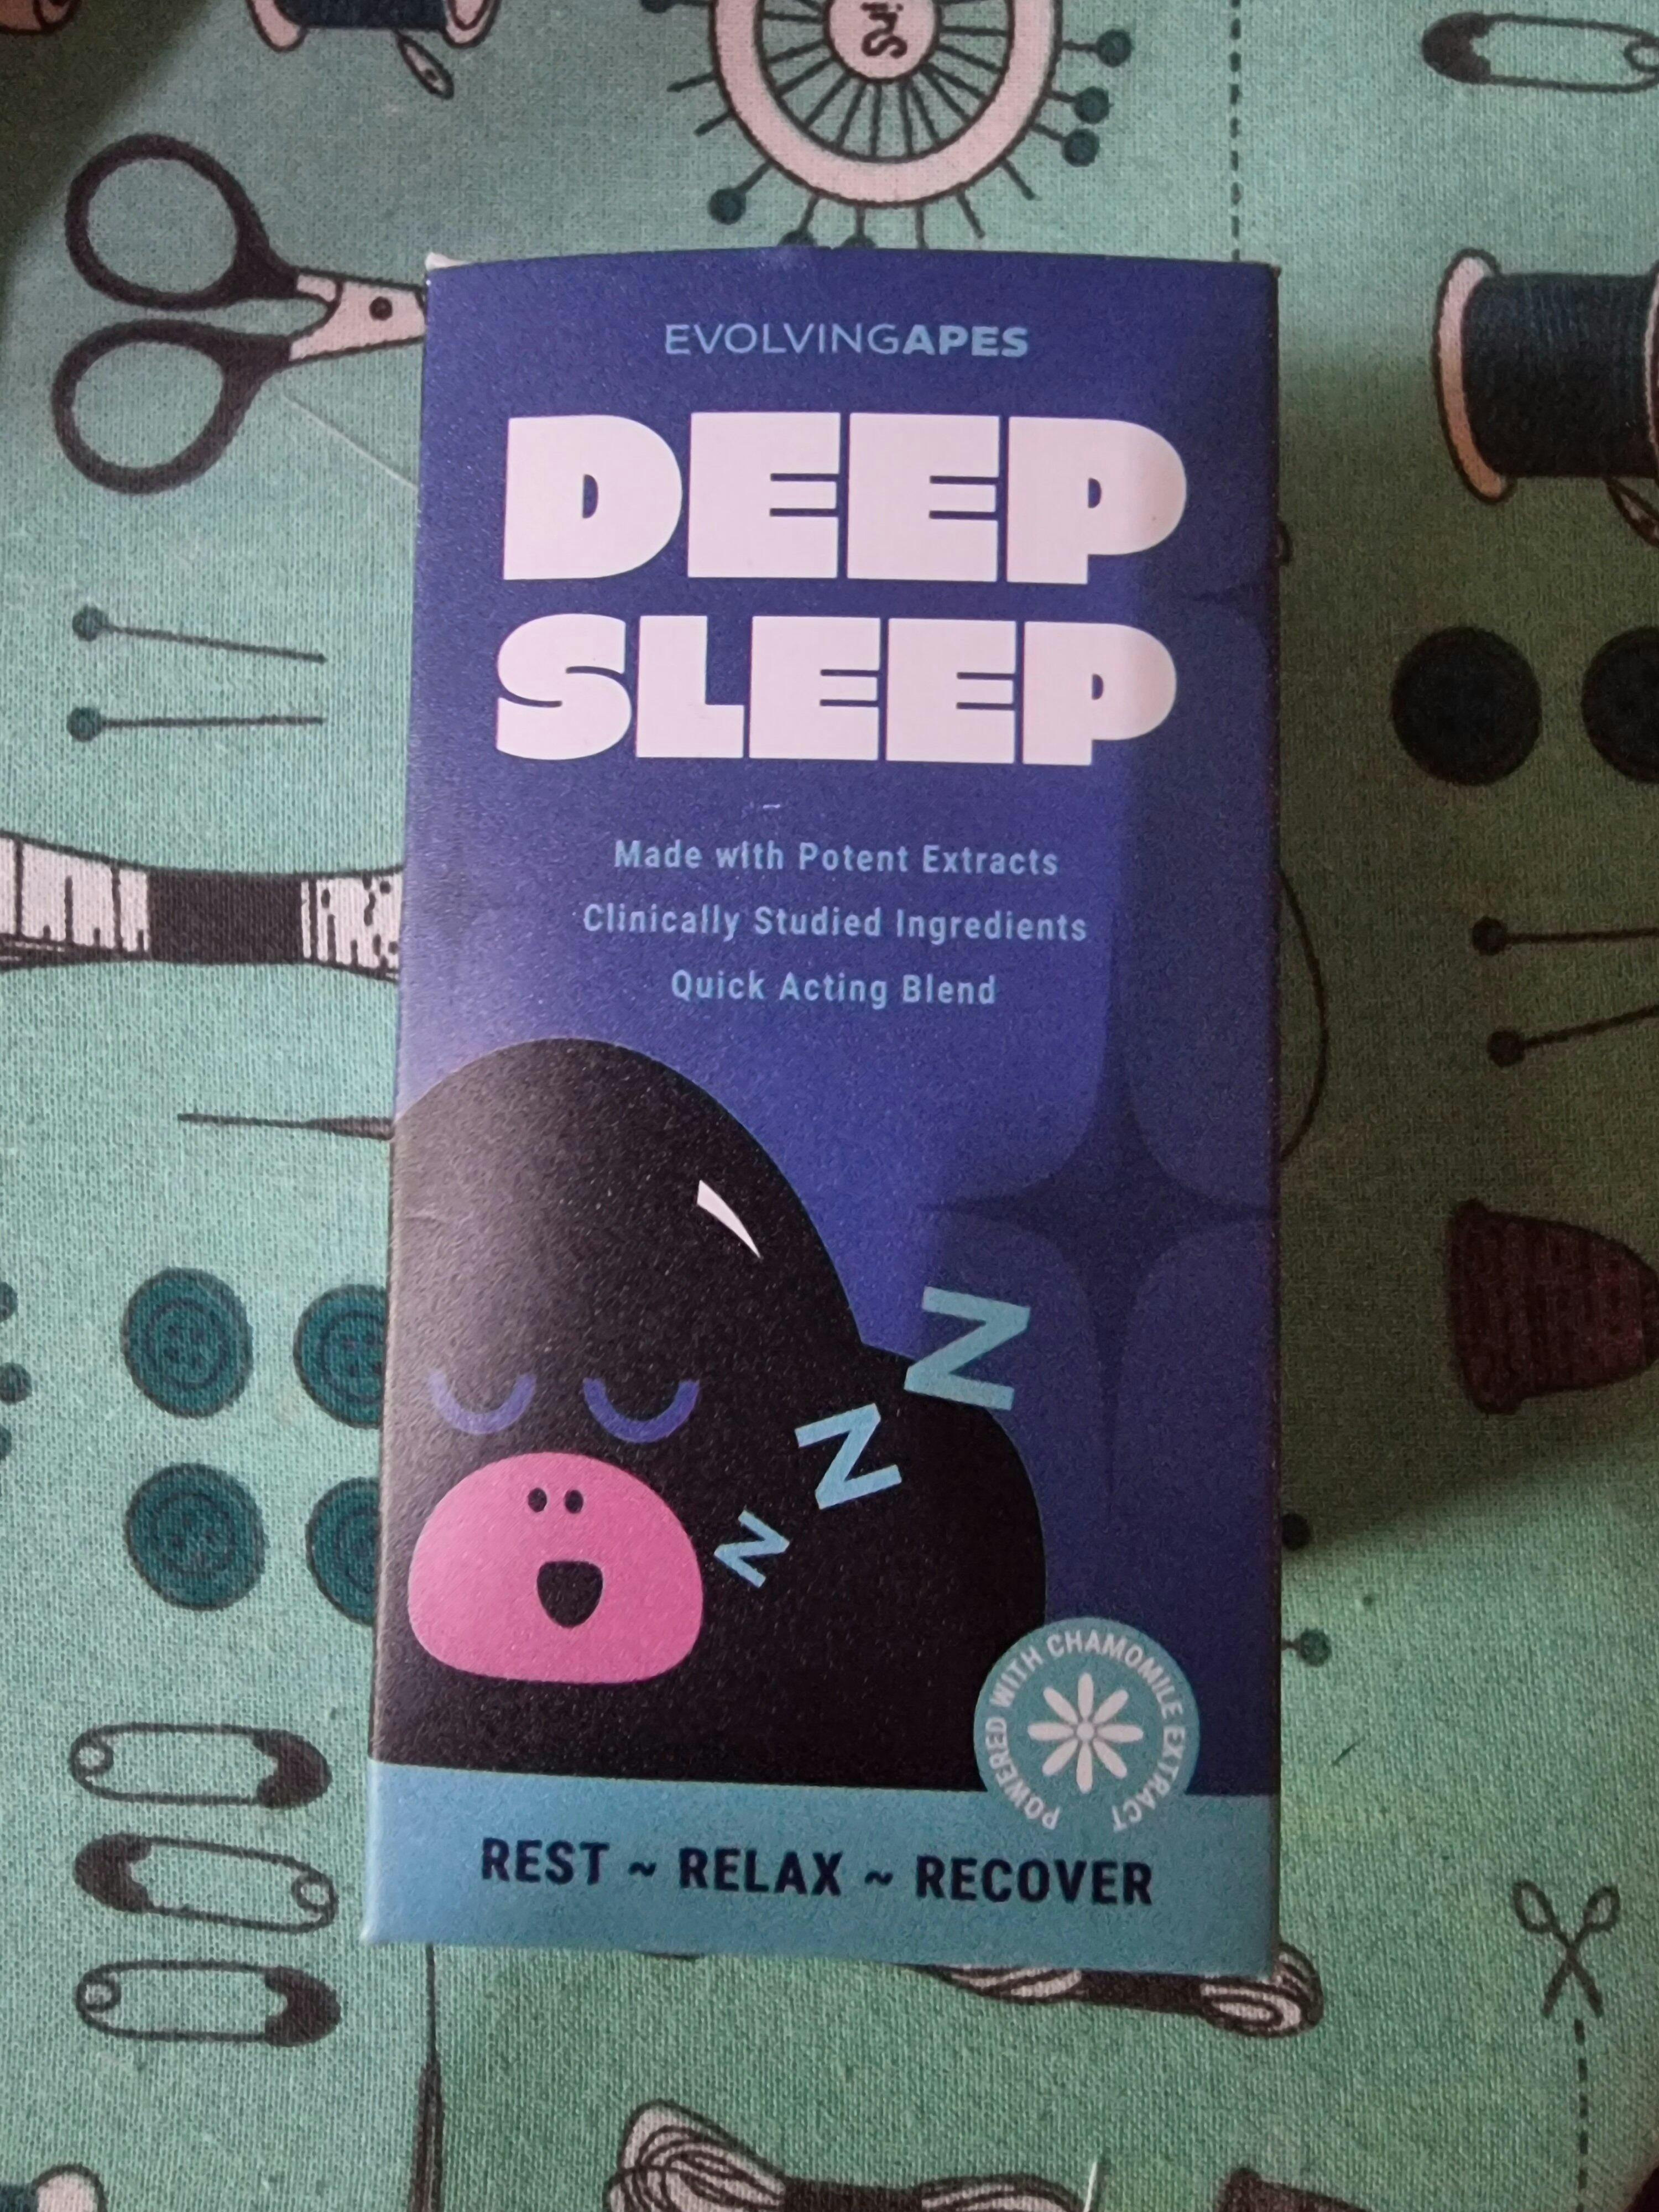 EVOLVINGAPES
DEEP
SLEEP
Made with Potent Extracts
Clinically Studied Ingredients
Quick Acting Blend
Z
Z
Z
POWERED WITH CHAMOMILE EXTRACT
REST ~ RELAX ~ RECOVER